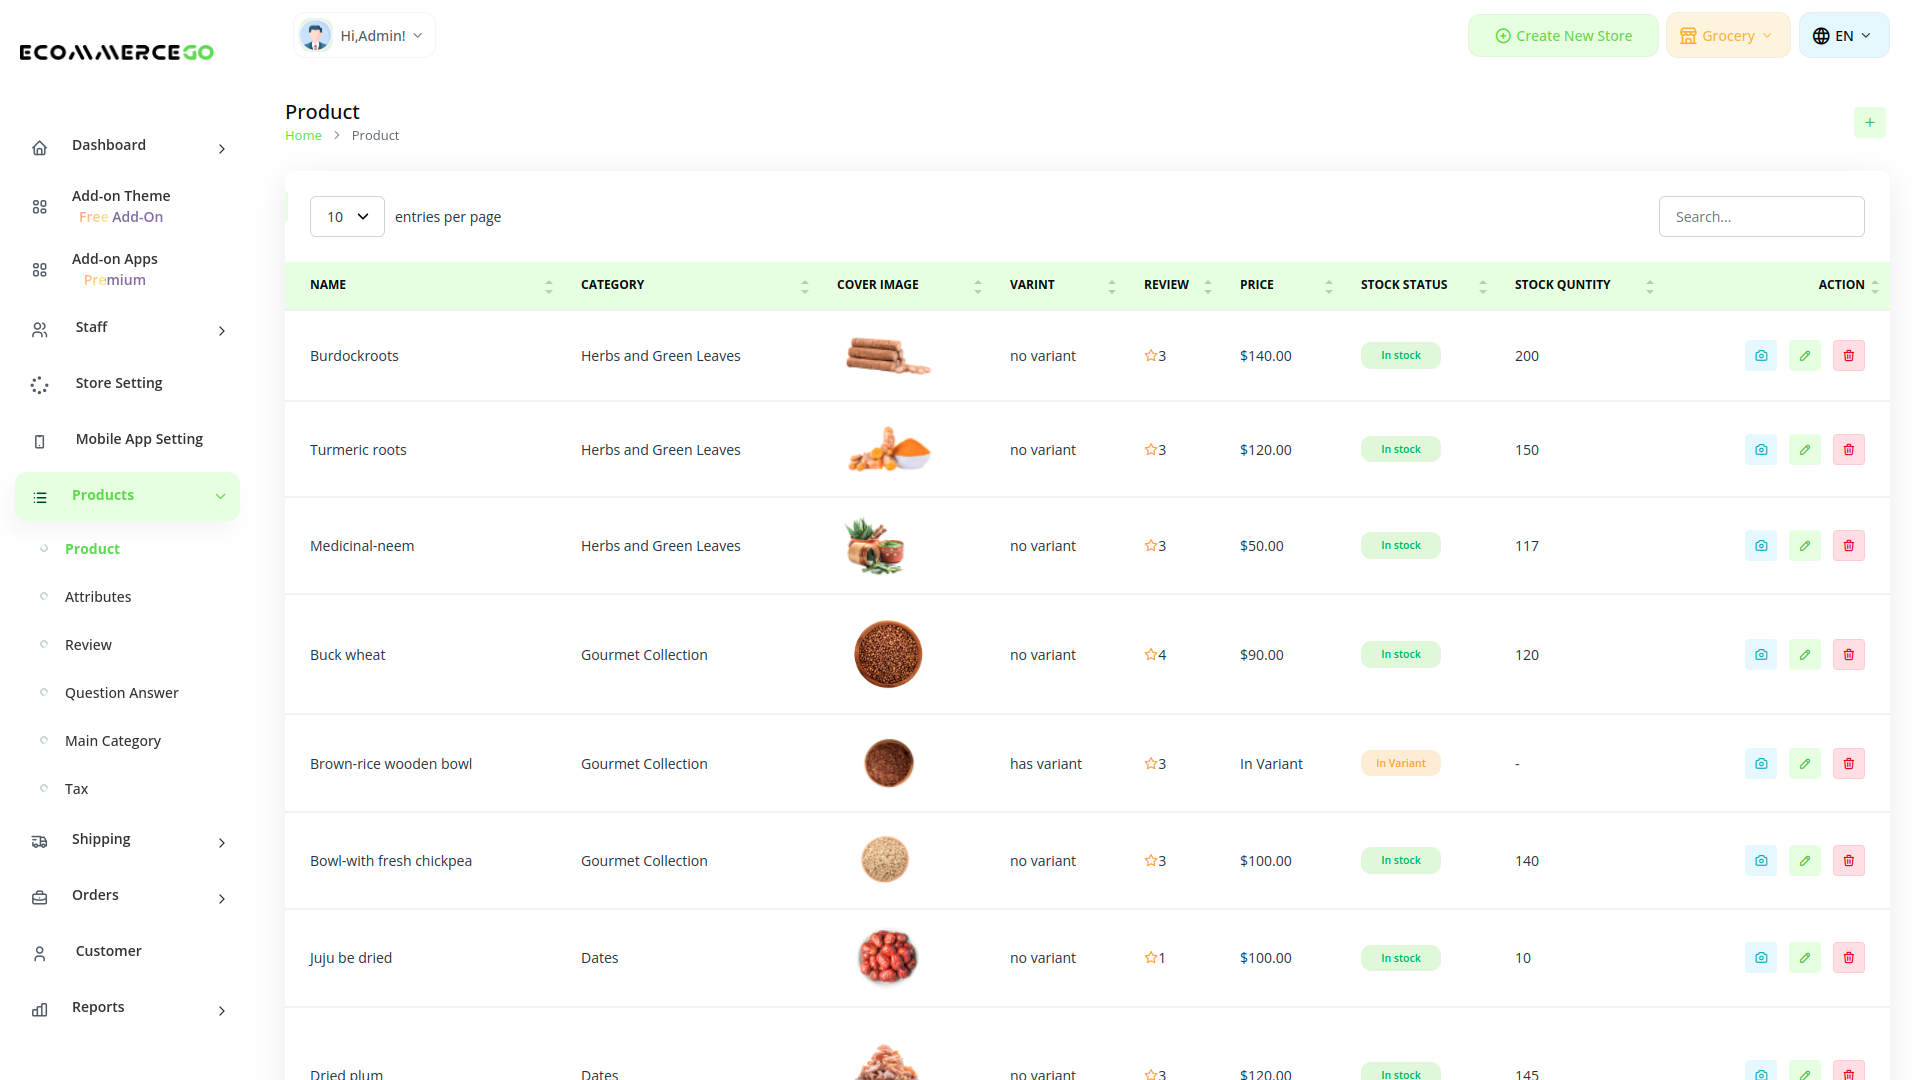 ECOMMERCEGO
Hi,Admin!
Create New Store
Grocery
EN
Dashboard
Add-on Theme
Free Add-On
Add-on Apps
Premium
Staff
Store Setting
Mobile App Setting
Products
Product
Attributes
Review
Question Answer
Main Category
Tax
Shipping
Orders
Customer
Reports
Product
Home > Product
+
10 entries per page
Search...
NAME CATEGORY COVER IMAGE VARINT REVIEW PRICE STOCK STATUS STOCK QUNTITY ACTION
Burdockroots Herbs and Green Leaves no variant 3 $140.00 In stock 200
Turmeric roots Herbs and Green Leaves no variant 3 $120.00 In stock 150
Medicinal-neem Herbs and Green Leaves no variant 3 $50.00 In stock 117
Buck wheat Gourmet Collection no variant 4 $90.00 In stock 120
Brown-rice wooden bowl Gourmet Collection has variant 3 In Variant In Variant -
Bowl-with fresh chickpea Gourmet Collection no variant 3 $100.00 In stock 140
Juju be dried Dates no variant 1 $100.00 In stock 10
Dried plum Dates no variant 3 $120.00 In stock 145